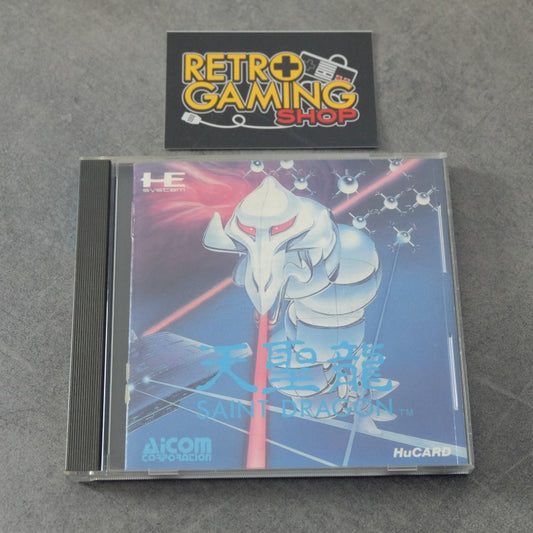 RETRO
GAMING
SHOP
HE
system
天聖龍
SAINT DRAGON™
AICOM
CORPORATION
HuCARD